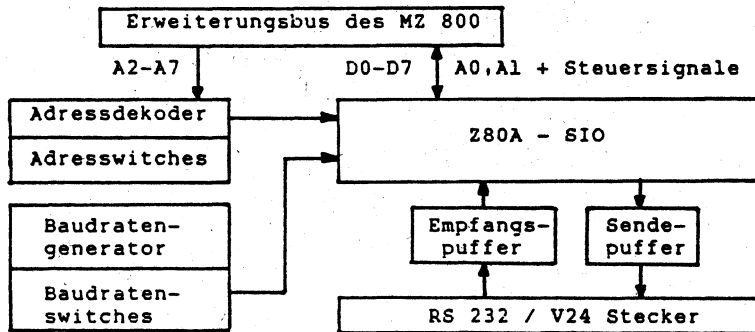 Erweiterungsbus des MZ 800
A2-A7
D0-D7
A0,A1 + Steuersignale
Adressdekoder
Adresswitches
Z80A - SIO
Baudraten-
generator
Baudraten-
switches
Empfangs-
puffer
Sende-
puffer
RS 232 / V24 Stecker